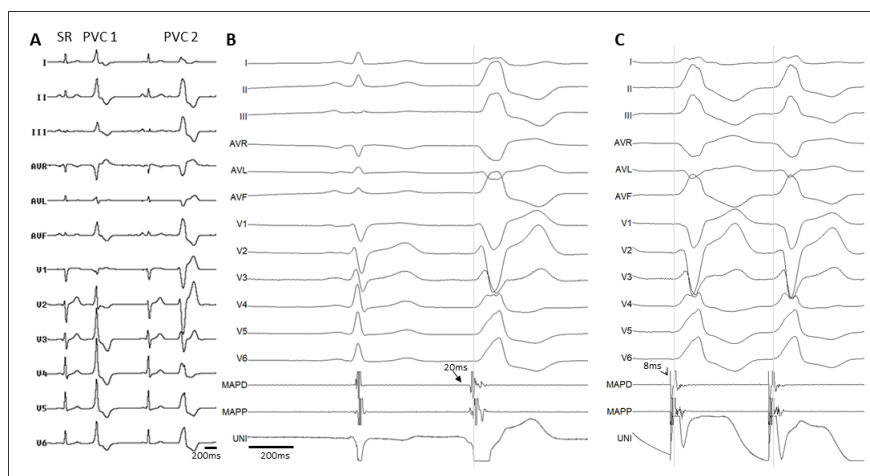 A SR PVC 1 PVC 2
I
II
III
AVR
AVL
AVF
V1
V2
V3
V4
V5
V6
200ms
B
I
II
III
AVR
AVL
AVF
V1
V2
V3
V4
V5
V6
20ms
MAPD
MAPP
UNI
200ms
C
I
II
III
AVR
AVL
AVF
V1
V2
V3
V4
V5
V6
8ms
MAPD
MAPP
UNI